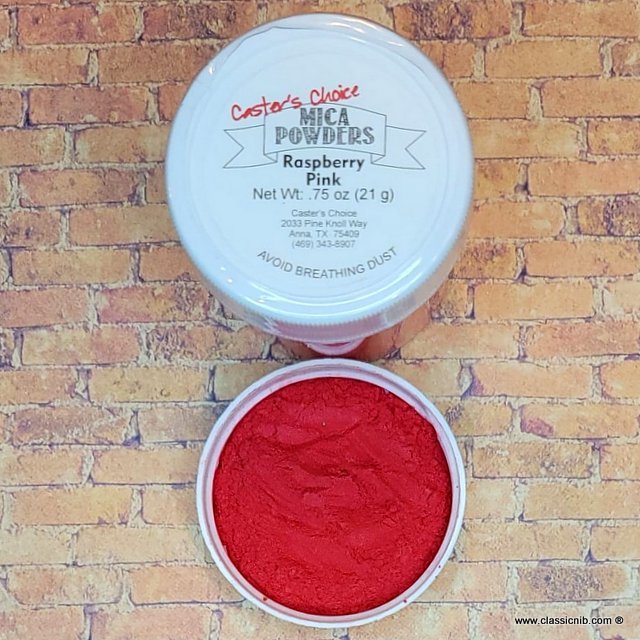 Caster's Choice
MICA
POWDERS
Raspberry
Pink
Net Wt: .75 oz (21 g)
Caster's Choice
2033 Pine Knoll Way
Anna, TX 75409
(469) 343-8907
AVOID BREATHING DUST
www.classicnib.com ®